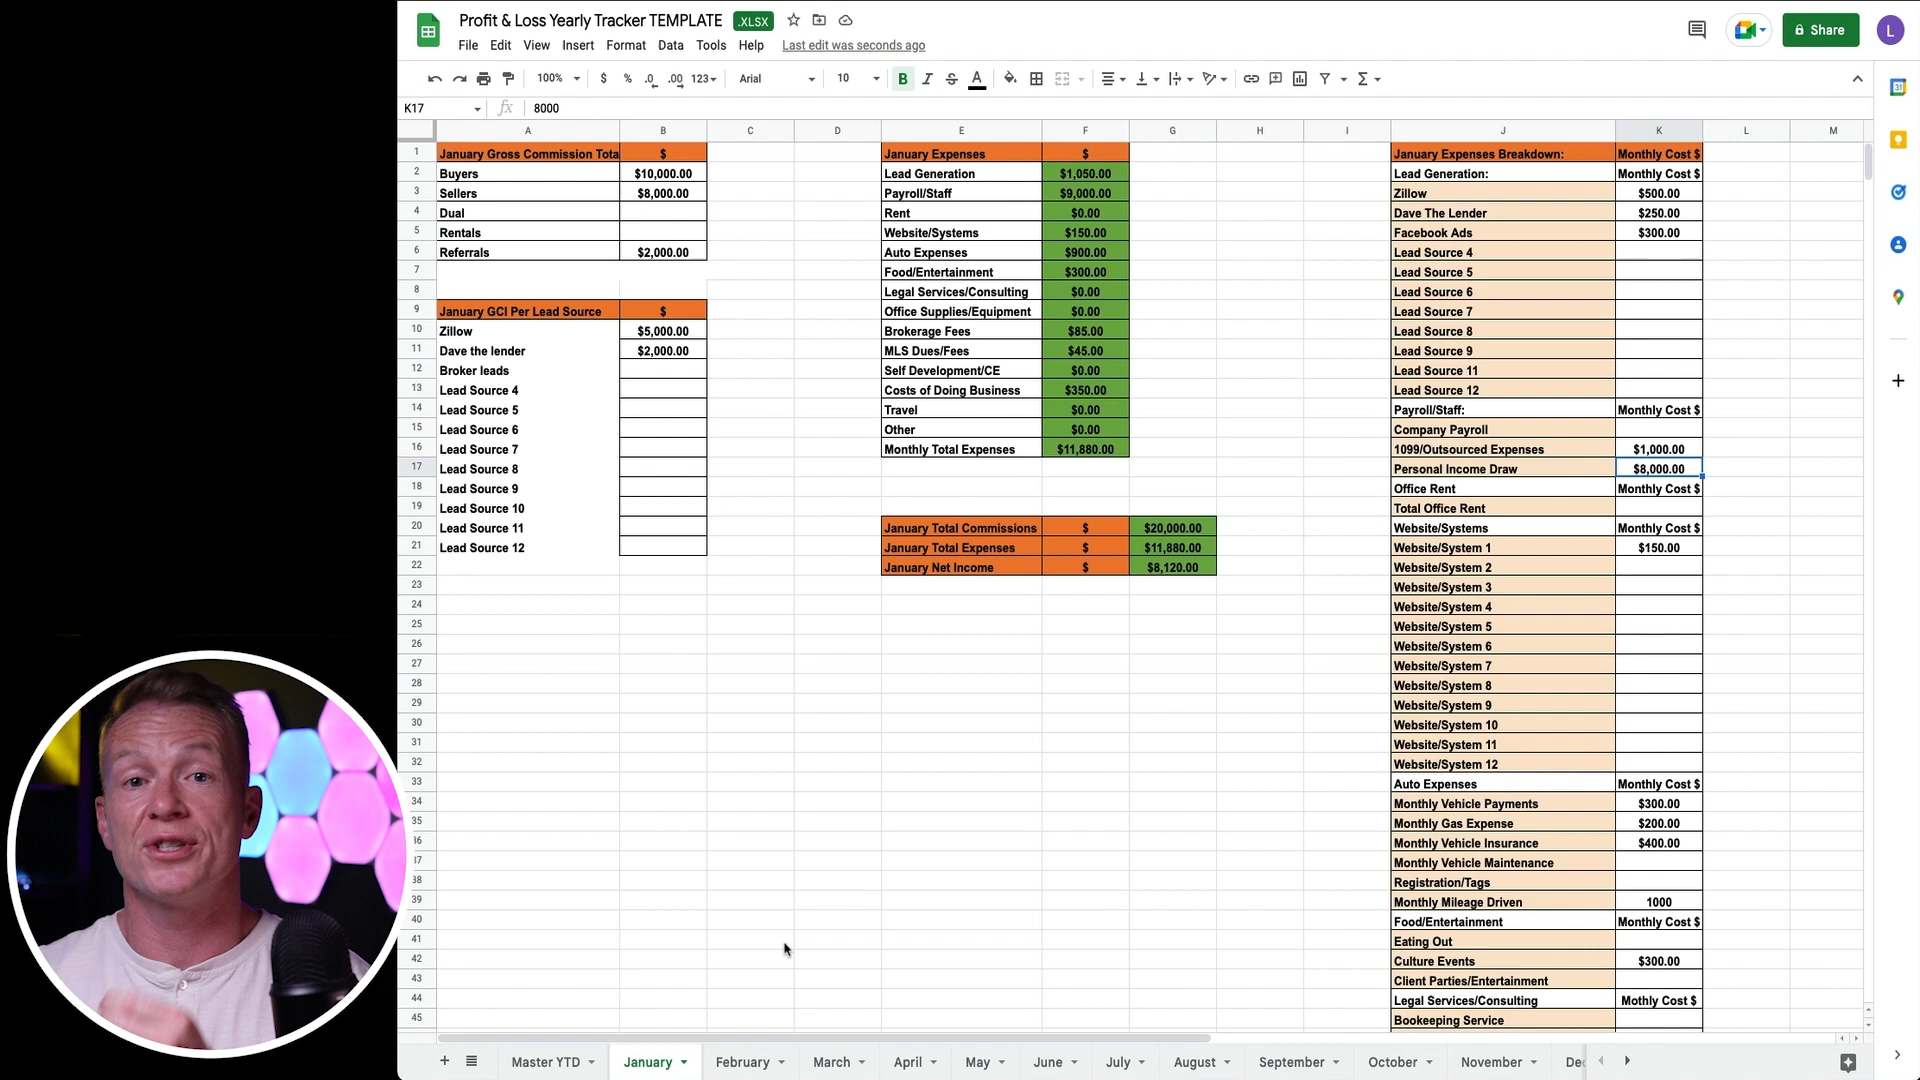 Profit & Loss Yearly Tracker TEMPLATE .XLSX
File Edit View Insert Format Data Tools Help Last edit was seconds ago
Share
L
100% $ % .0 .00 123 Arial 10 B I S A
K17 fx 8000
A B C D E F G H I J K L M
1 January Gross Commission Tota $ January Expenses $ January Expenses Breakdown: Monthly Cost $
2 Buyers $10,000.00 Lead Generation $1,050.00 Lead Generation: Monthly Cost $
3 Sellers $8,000.00 Payroll/Staff $9,000.00 Zillow $500.00
4 Dual Rent $0.00 Dave The Lender $250.00
5 Rentals Website/Systems $150.00 Facebook Ads $300.00
6 Referrals $2,000.00 Auto Expenses $900.00 Lead Source 4
7 Food/Entertainment $300.00 Lead Source 5
8 Legal Services/Consulting $0.00 Lead Source 6
9 January GCI Per Lead Source $ Office Supplies/Equipment $0.00 Lead Source 7
10 Zillow $5,000.00 Brokerage Fees $85.00 Lead Source 8
11 Dave the lender $2,000.00 MLS Dues/Fees $45.00 Lead Source 9
12 Broker leads Self Development/CE $0.00 Lead Source 11
13 Lead Source 4 Costs of Doing Business $350.00 Lead Source 12
14 Lead Source 5 Travel $0.00 Payroll/Staff: Monthly Cost $
15 Lead Source 6 Other $0.00 Company Payroll
16 Lead Source 7 Monthly Total Expenses $11,880.00 1099/Outsourced Expenses $1,000.00
17 Lead Source 8 Personal Income Draw $8,000.00
18 Lead Source 9 Office Rent Monthly Cost $
19 Lead Source 10 Total Office Rent
20 Lead Source 11 January Total Commissions $ $20,000.00 Website/Systems Monthly Cost $
21 Lead Source 12 January Total Expenses $ $11,880.00 Website/System 1 $150.00
22 January Net Income $ $8,120.00 Website/System 2
23 Website/System 3
24 Website/System 4
25 Website/System 5
26 Website/System 6
27 Website/System 7
28 Website/System 8
29 Website/System 9
30 Website/System 10
31 Website/System 11
32 Website/System 12
33 Auto Expenses Monthly Cost $
34 Monthly Vehicle Payments $300.00
35 Monthly Gas Expense $200.00
36 Monthly Vehicle Insurance $400.00
37 Monthly Vehicle Maintenance
38 Registration/Tags
39 Monthly Mileage Driven 1000
40 Food/Entertainment Monthly Cost $
41 Eating Out
42 Culture Events $300.00
43 Client Parties/Entertainment
44 Legal Services/Consulting Mothly Cost $
45 Bookeeping Service
Master YTD January February March April May June July August September October November De
31